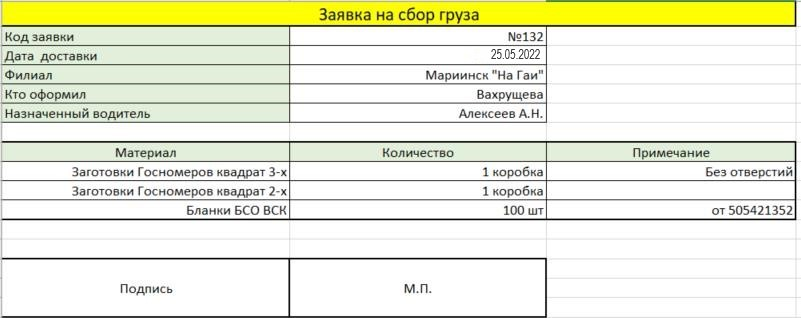 Заявка на сбор груза
Код заявки №132
Дата доставки 25.05.2022
Филиал Мариинск "На Гаи"
Кто оформил Вахрущева
Назначенный водитель Алексеев А.Н.
Материал Количество Примечание
Заготовки Госномеров квадрат 3-х 1 коробка Без отверстий
Заготовки Госномеров квадрат 2-х 1 коробка
Бланки БСО ВСК 100 шт от 505421352
Подпись М.П.